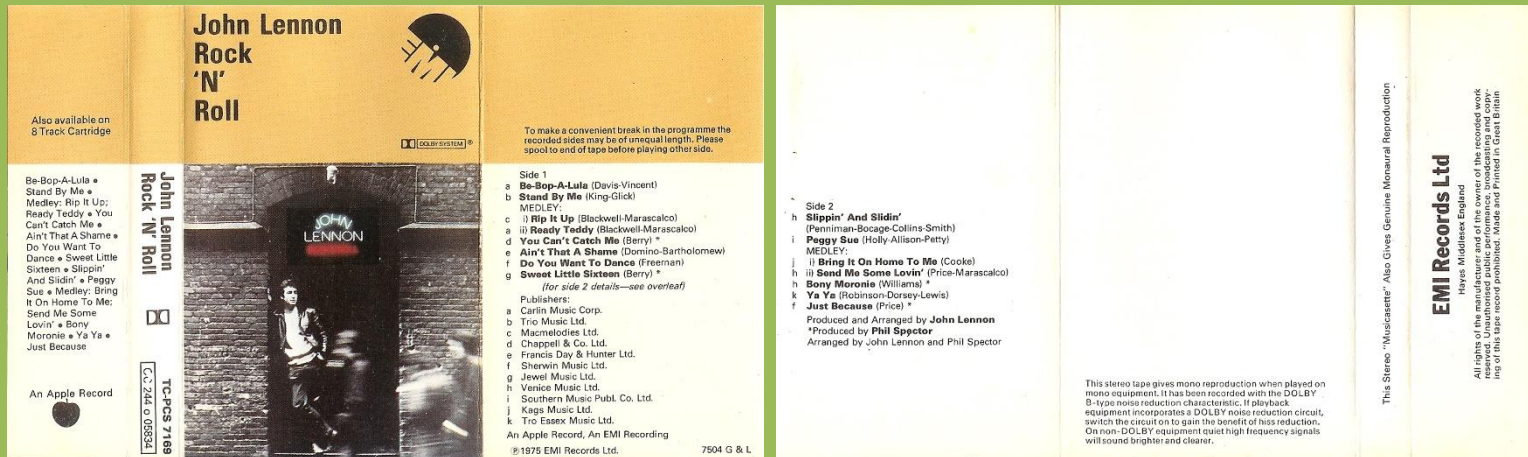 Also available on
8 Track Cartridge
Be-Bop-A-Lula •
Stand By Me •
Medley: Rip It Up;
Ready Teddy • You
Can't Catch Me •
Ain't That A Shame •
Do You Want To
Dance • Sweet Little
Sixteen • Slippin'
And Slidin' • Peggy
Sue • Medley: Bring
It On Home To Me;
Send Me Some
Lovin' • Bony
Moronie • Ya Ya •
Just Because
An Apple Record
John Lennon
Rock 'N' Roll
TC-PCS 7169
OC 244 o 05834
John Lennon
Rock
'N'
Roll
EMI
DOLBY SYSTEM ®
JOHN
LENNON
To make a convenient break in the programme the
recorded sides may be of unequal length. Please
spool to end of tape before playing other side.
Side 1
a Be-Bop-A-Lula (Davis-Vincent)
b Stand By Me (King-Glick)
MEDLEY:
c i) Rip It Up (Blackwell-Marascalco)
a ii) Ready Teddy (Blackwell-Marascalco)
d You Can't Catch Me (Berry) *
e Ain't That A Shame (Domino-Bartholomew)
f Do You Want To Dance (Freeman)
g Sweet Little Sixteen (Berry) *
(for side 2 details—see overleaf)
Publishers:
a Carlin Music Corp.
b Trio Music Ltd.
c Macmelodies Ltd.
d Chappell & Co. Ltd.
e Francis Day & Hunter Ltd.
f Sherwin Music Ltd.
g Jewel Music Ltd.
h Venice Music Ltd.
i Southern Music Publ. Co. Ltd.
j Kags Music Ltd.
k Tro Essex Music Ltd.
An Apple Record, An EMI Recording
℗ 1975 EMI Records Ltd. 7504 G & L
Side 2
h Slippin' And Slidin'
(Penniman-Bocage-Collins-Smith)
i Peggy Sue (Holly-Allison-Petty)
MEDLEY:
j i) Bring It On Home To Me (Cooke)
h ii) Send Me Some Lovin' (Price-Marascalco)
h Bony Moronie (Williams) *
k Ya Ya (Robinson-Dorsey-Lewis)
f Just Because (Price) *
Produced and Arranged by John Lennon
*Produced by Phil Spector
Arranged by John Lennon and Phil Spector
This stereo tape gives mono reproduction when played on
mono equipment. It has been recorded with the DOLBY
B-type noise reduction characteristic. If playback
equipment incorporates a DOLBY noise reduction circuit,
switch the circuit on to gain the benefit of hiss reduction.
On non-DOLBY equipment quiet high frequency signals
will sound brighter and clearer.
This Stereo "Musicasette" Also Gives Genuine Monaural Reproduction
EMI Records Ltd
Hayes Middlesex England
All rights of the manufacturer and of the owner of the recorded work
reserved. Unauthorised public performance, broadcasting and copy-
ing of this tape record prohibited. Made and Printed in Great Britain